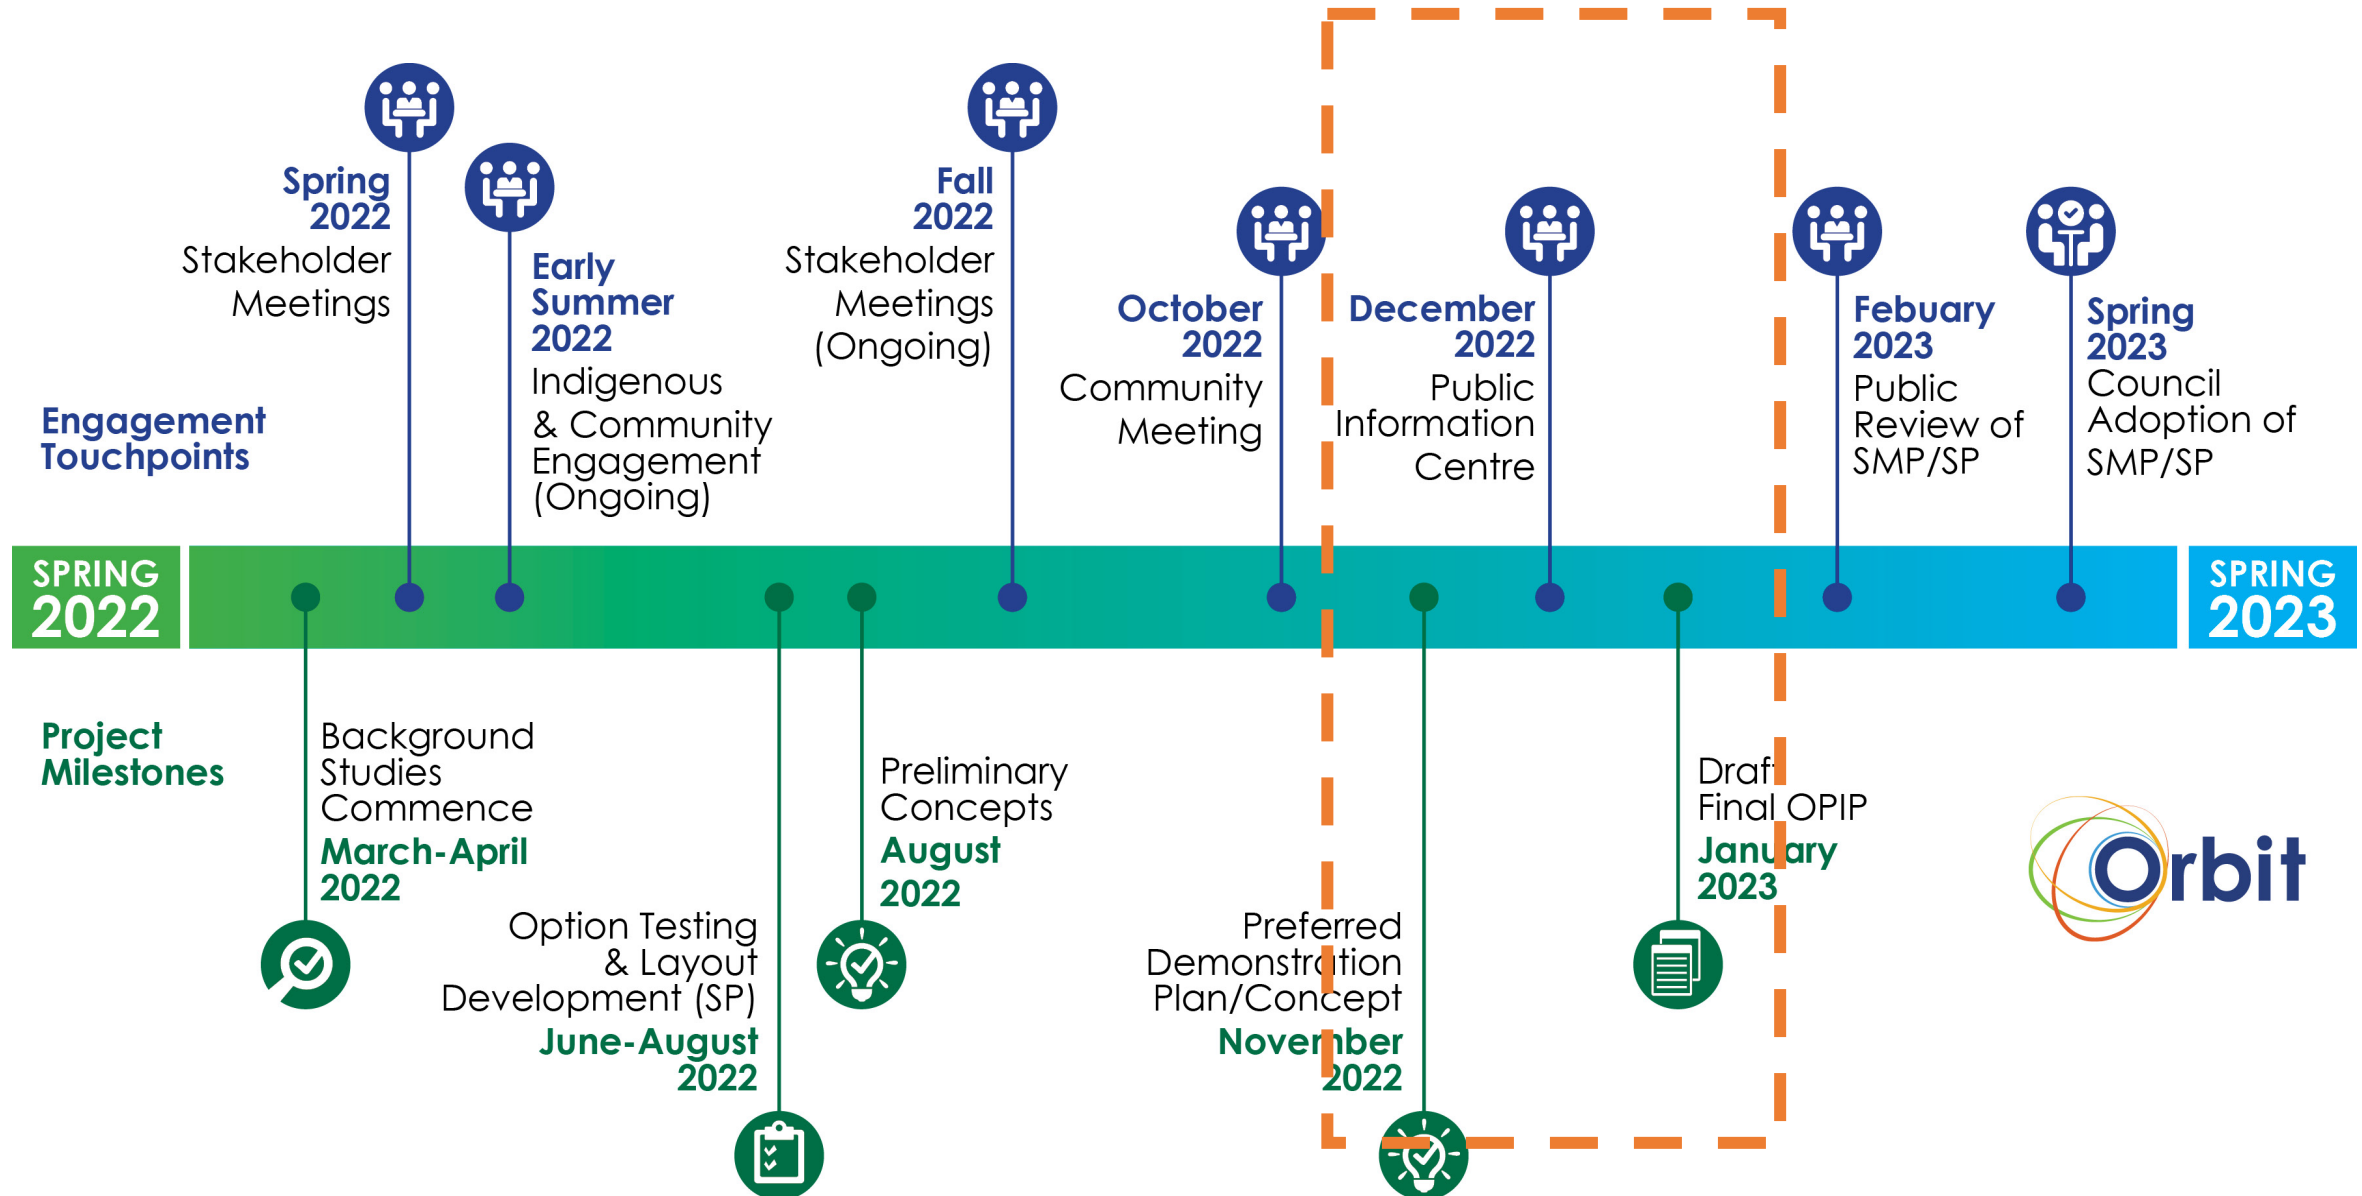 Spring
2022
Stakeholder
Meetings
Early
Summer
2022
Indigenous
& Community
Engagement
(Ongoing)
Fall
2022
Stakeholder
Meetings
(Ongoing)
October
2022
Community
Meeting
December
2022
Public
Information
Centre
Febuary
2023
Public
Review of
SMP/SP
Spring
2023
Council
Adoption of
SMP/SP
Engagement
Touchpoints
SPRING
2022
SPRING
2023
Project
Milestones
Background
Studies
Commence
March-April
2022
Option Testing
& Layout
Development (SP)
June-August
2022
Preliminary
Concepts
August
2022
Preferred
Demonstration
Plan/Concept
November
2022
Draft
Final OPIP
January
2023
Orbit